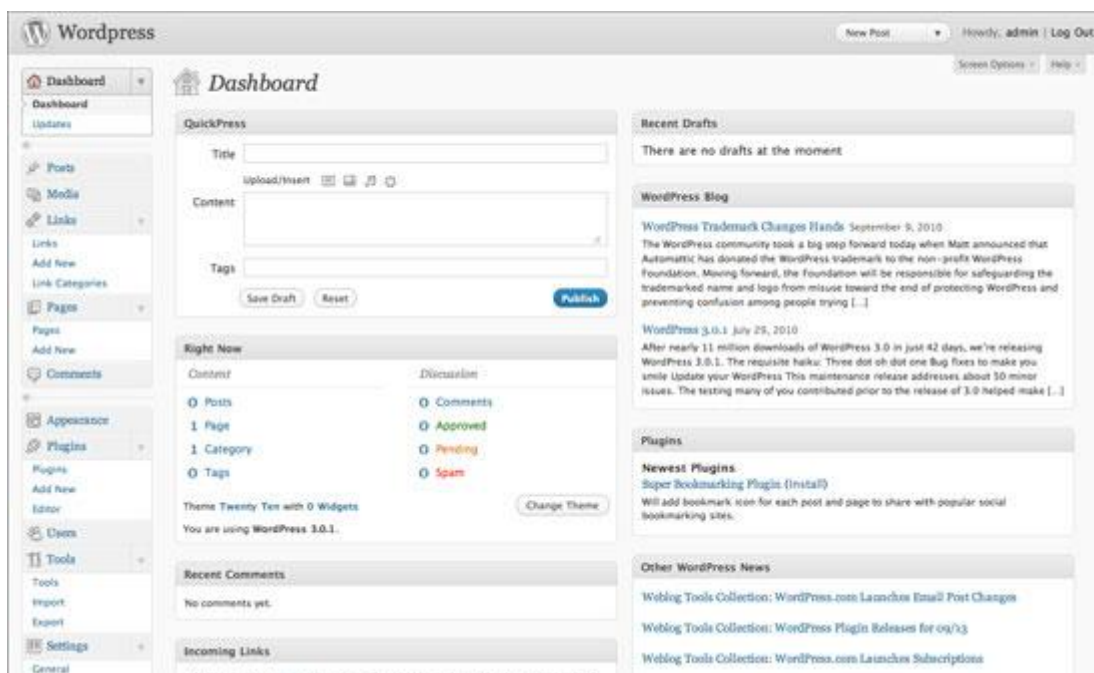 Wordpress
New Post
Howdy, admin | Log Out
Screen Options
Help
Dashboard
Dashboard
Updates
Posts
Media
Links
Links
Add New
Link Categories
Pages
Pages
Add New
Comments
Appearance
Plugins
Plugins
Add New
Editor
Users
Tools
Tools
Import
Export
Settings
General
Dashboard
QuickPress
Title
Upload/Insert
Content
Tags
Save Draft
Reset
Publish
Right Now
Content
Discussion
0 Posts
0 Comments
1 Page
0 Approved
1 Category
0 Pending
0 Tags
0 Spam
Theme Twenty Ten with 0 Widgets
Change Theme
You are using WordPress 3.0.1.
Recent Comments
No comments yet.
Incoming Links
Recent Drafts
There are no drafts at the moment
WordPress Blog
WordPress Trademark Changes Hands September 9, 2010
The WordPress community took a big step forward today when Matt announced that
Automattic has donated the WordPress trademark to the non-profit WordPress
Foundation. Moving forward, the Foundation will be responsible for safeguarding the
trademarked name and logo from misuse toward the end of protecting WordPress and
preventing confusion among people trying […]
WordPress 3.0.1 July 29, 2010
After nearly 11 million downloads of WordPress 3.0 in just 42 days, we're releasing
WordPress 3.0.1. The requisite haiku: Three dot oh dot one Bug fixes to make you
smile Update your WordPress This maintenance release addresses about 50 minor
issues. The testing many of you contributed prior to the release of 3.0 helped make […]
Plugins
Newest Plugins
Super Bookmarking Plugin (Install)
Will add bookmark icon for each post and page to share with popular social
bookmarking sites.
Other WordPress News
Weblog Tools Collection: WordPress.com Launches Email Post Changes
Weblog Tools Collection: WordPress Plugin Releases for 09/13
Weblog Tools Collection: WordPress.com Launches Subscriptions